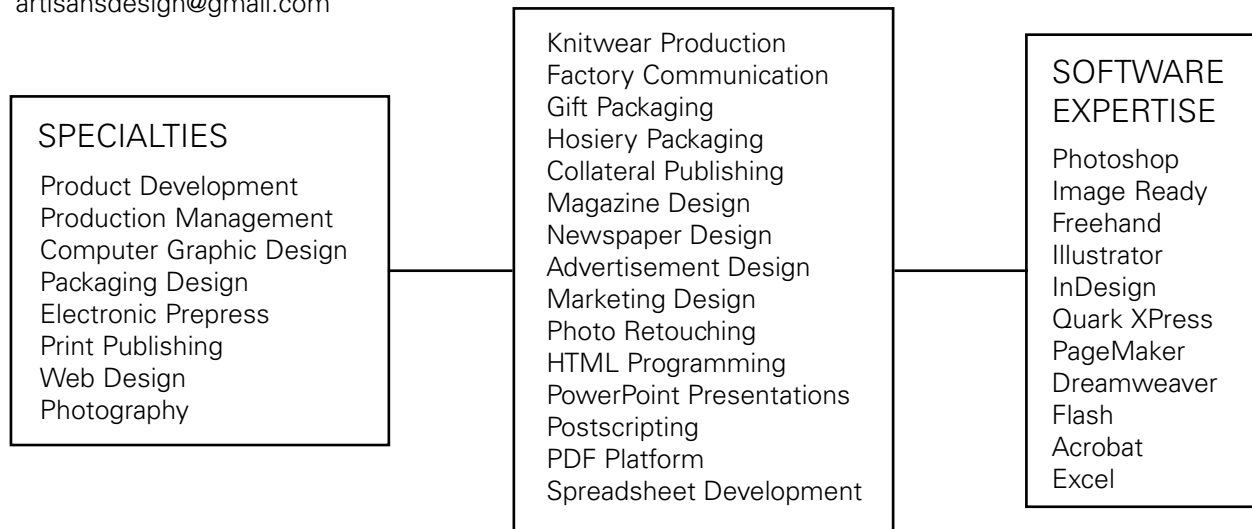 artisansdesign@gmail.com
SPECIALTIES
Product Development
Production Management
Computer Graphic Design
Packaging Design
Electronic Prepress
Print Publishing
Web Design
Photography
Knitwear Production
Factory Communication
Gift Packaging
Hosiery Packaging
Collateral Publishing
Magazine Design
Newspaper Design
Advertisement Design
Marketing Design
Photo Retouching
HTML Programming
PowerPoint Presentations
Postscripting
PDF Platform
Spreadsheet Development
SOFTWARE
EXPERTISE
Photoshop
Image Ready
Freehand
Illustrator
InDesign
Quark XPress
PageMaker
Dreamweaver
Flash
Acrobat
Excel